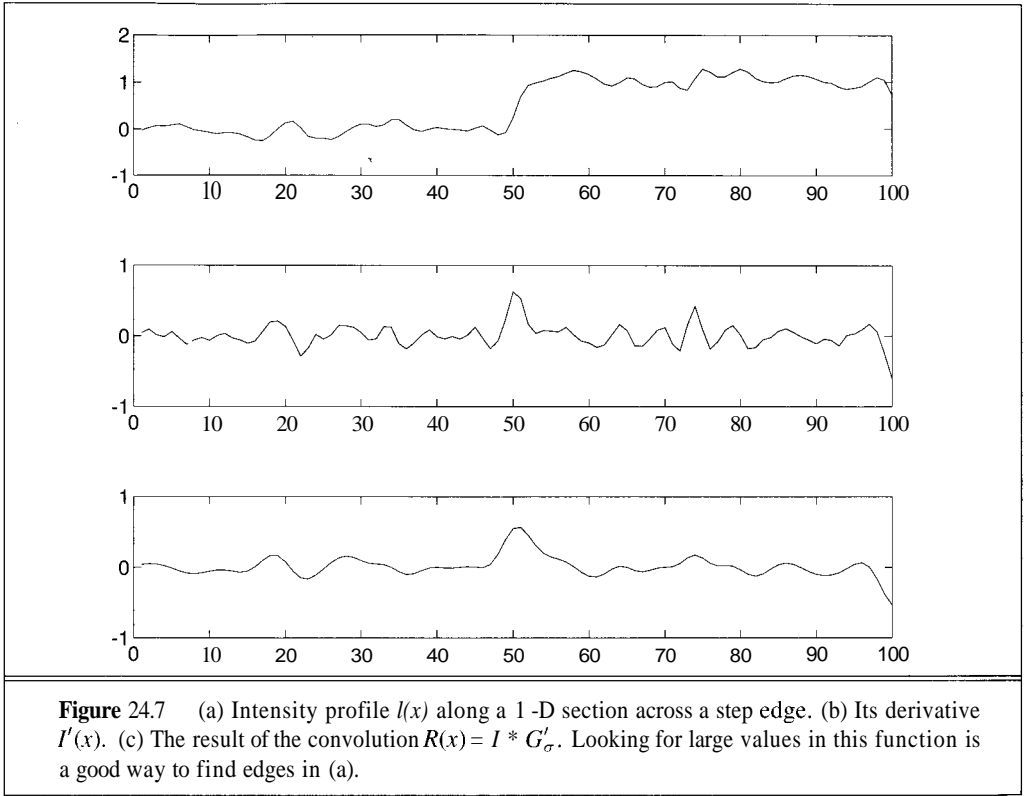 2
1
0
-1
0 10 20 30 40 50 60 70 80 90 100
1
0
-1
0 10 20 30 40 50 60 70 80 90 100
1
0
-1
0 10 20 30 40 50 60 70 80 90 100
Figure 24.7 (a) Intensity profile l(x) along a 1 -D section across a step edge. (b) Its derivative
I′(x). (c) The result of the convolution R(x) = I * G′σ. Looking for large values in this function is
a good way to find edges in (a).